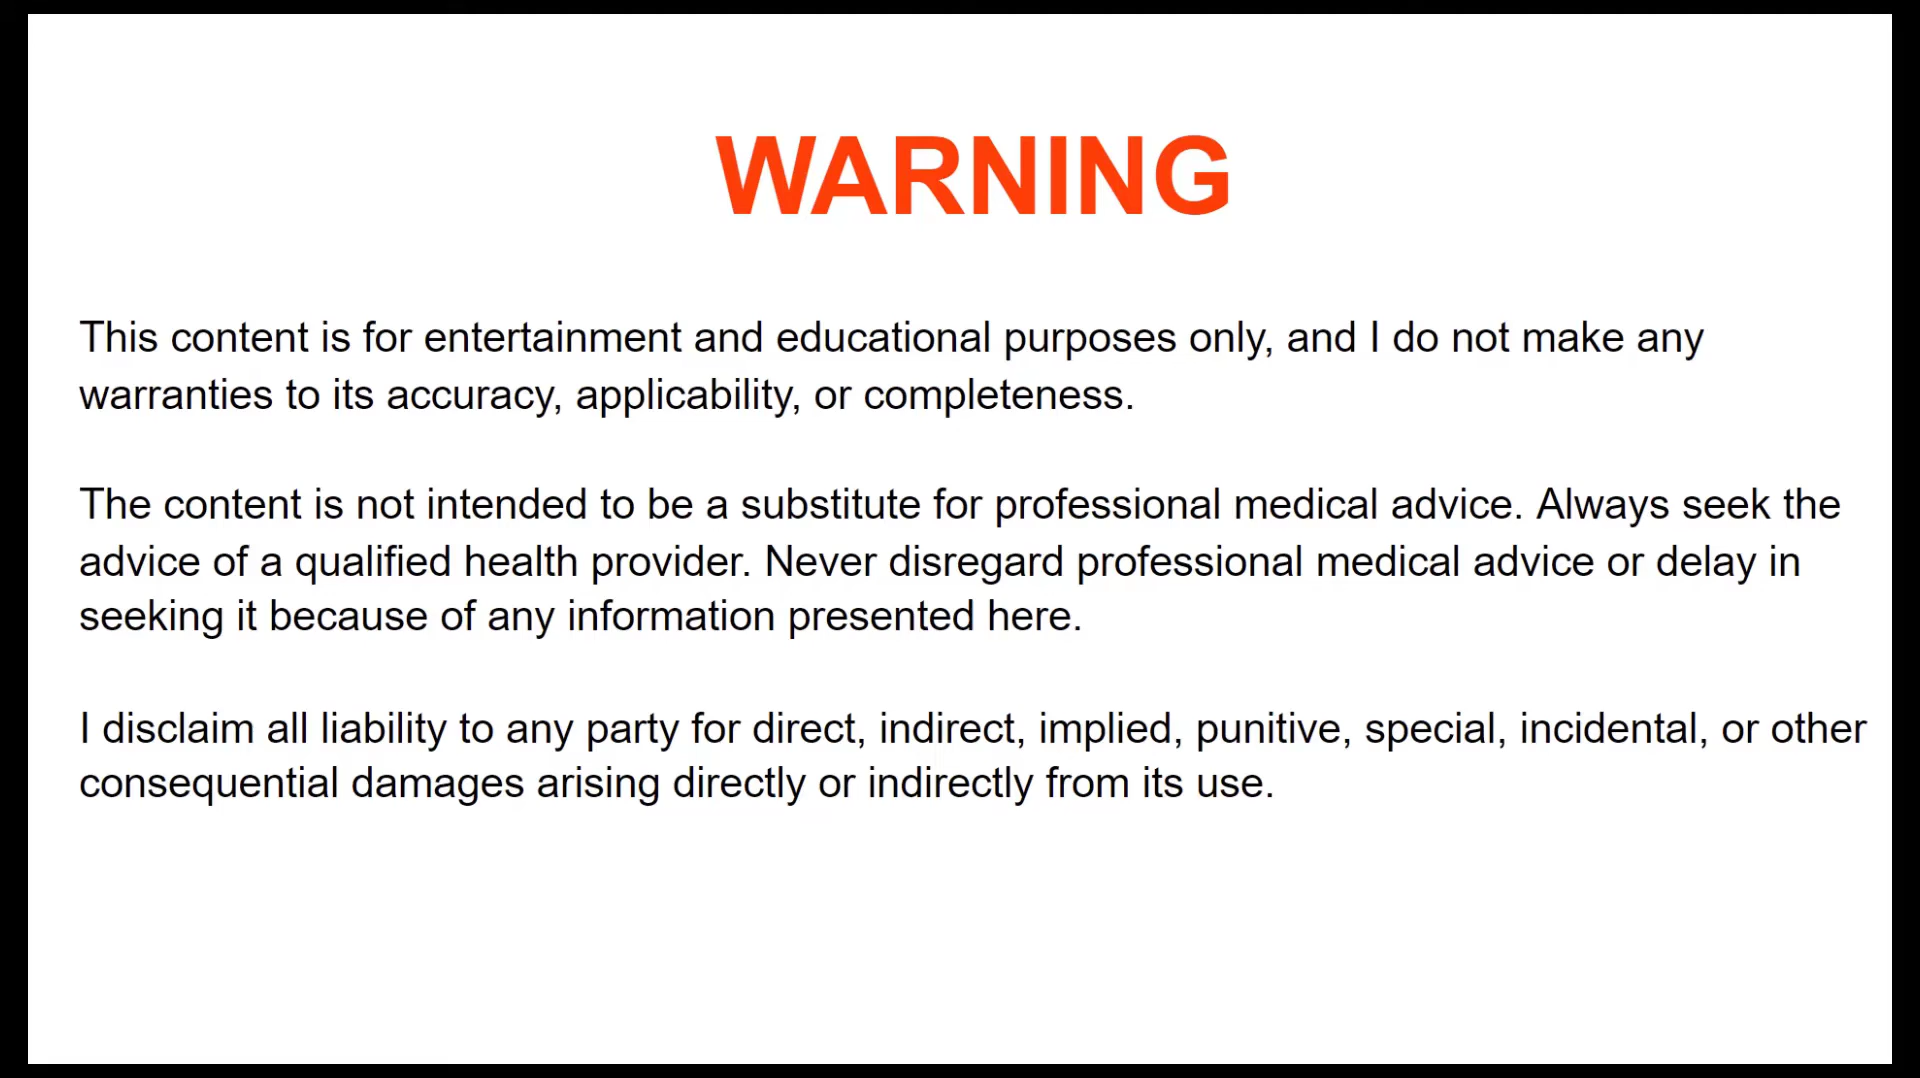 WARNING
This content is for entertainment and educational purposes only, and I do not make any
warranties to its accuracy, applicability, or completeness.
The content is not intended to be a substitute for professional medical advice. Always seek the
advice of a qualified health provider. Never disregard professional medical advice or delay in
seeking it because of any information presented here.
I disclaim all liability to any party for direct, indirect, implied, punitive, special, incidental, or other
consequential damages arising directly or indirectly from its use.